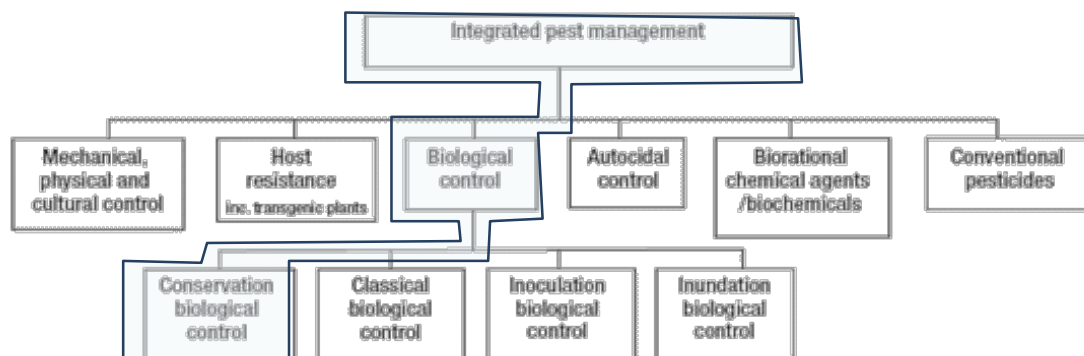 Integrated pest management
Mechanical,
physical and
cultural control
Host
resistance
inc. transgenic plants
Biological
control
Autocidal
control
Biorational
chemical agents
/biochemicals
Conventional
pesticides
Conservation
biological
control
Classical
biological
control
Inoculation
biological
control
Inundation
biological
control